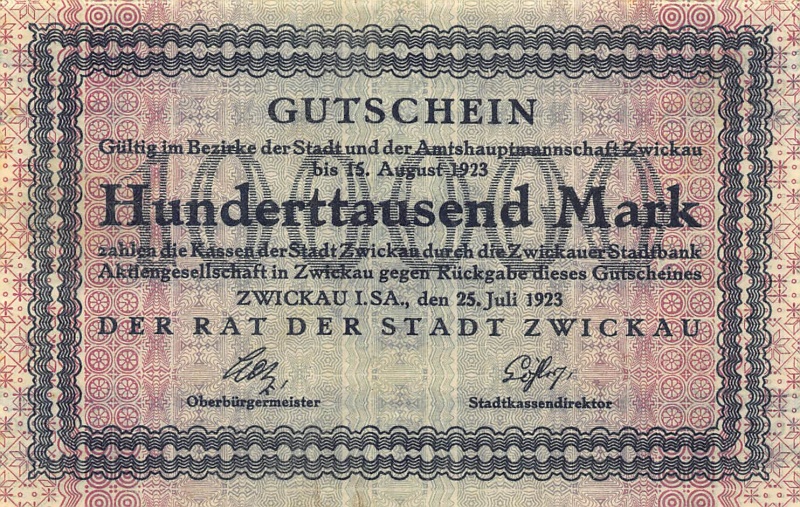 GUTSCHEIN
Gültig im Bezirke der Stadt und der Amtshauptmannschaft Zwickau
bis 15. August 1923
100000
Hunderttausend Mark
zahlen die Kassen der Stadt Zwickau durch die Zwickauer Stadtbank
Aktiengesellschaft in Zwickau gegen Rückgabe dieses Gutscheines
ZWICKAU I.SA., den 25. Juli 1923
DER RAT DER STADT ZWICKAU
Oberbürgermeister
Stadtkassendirektor